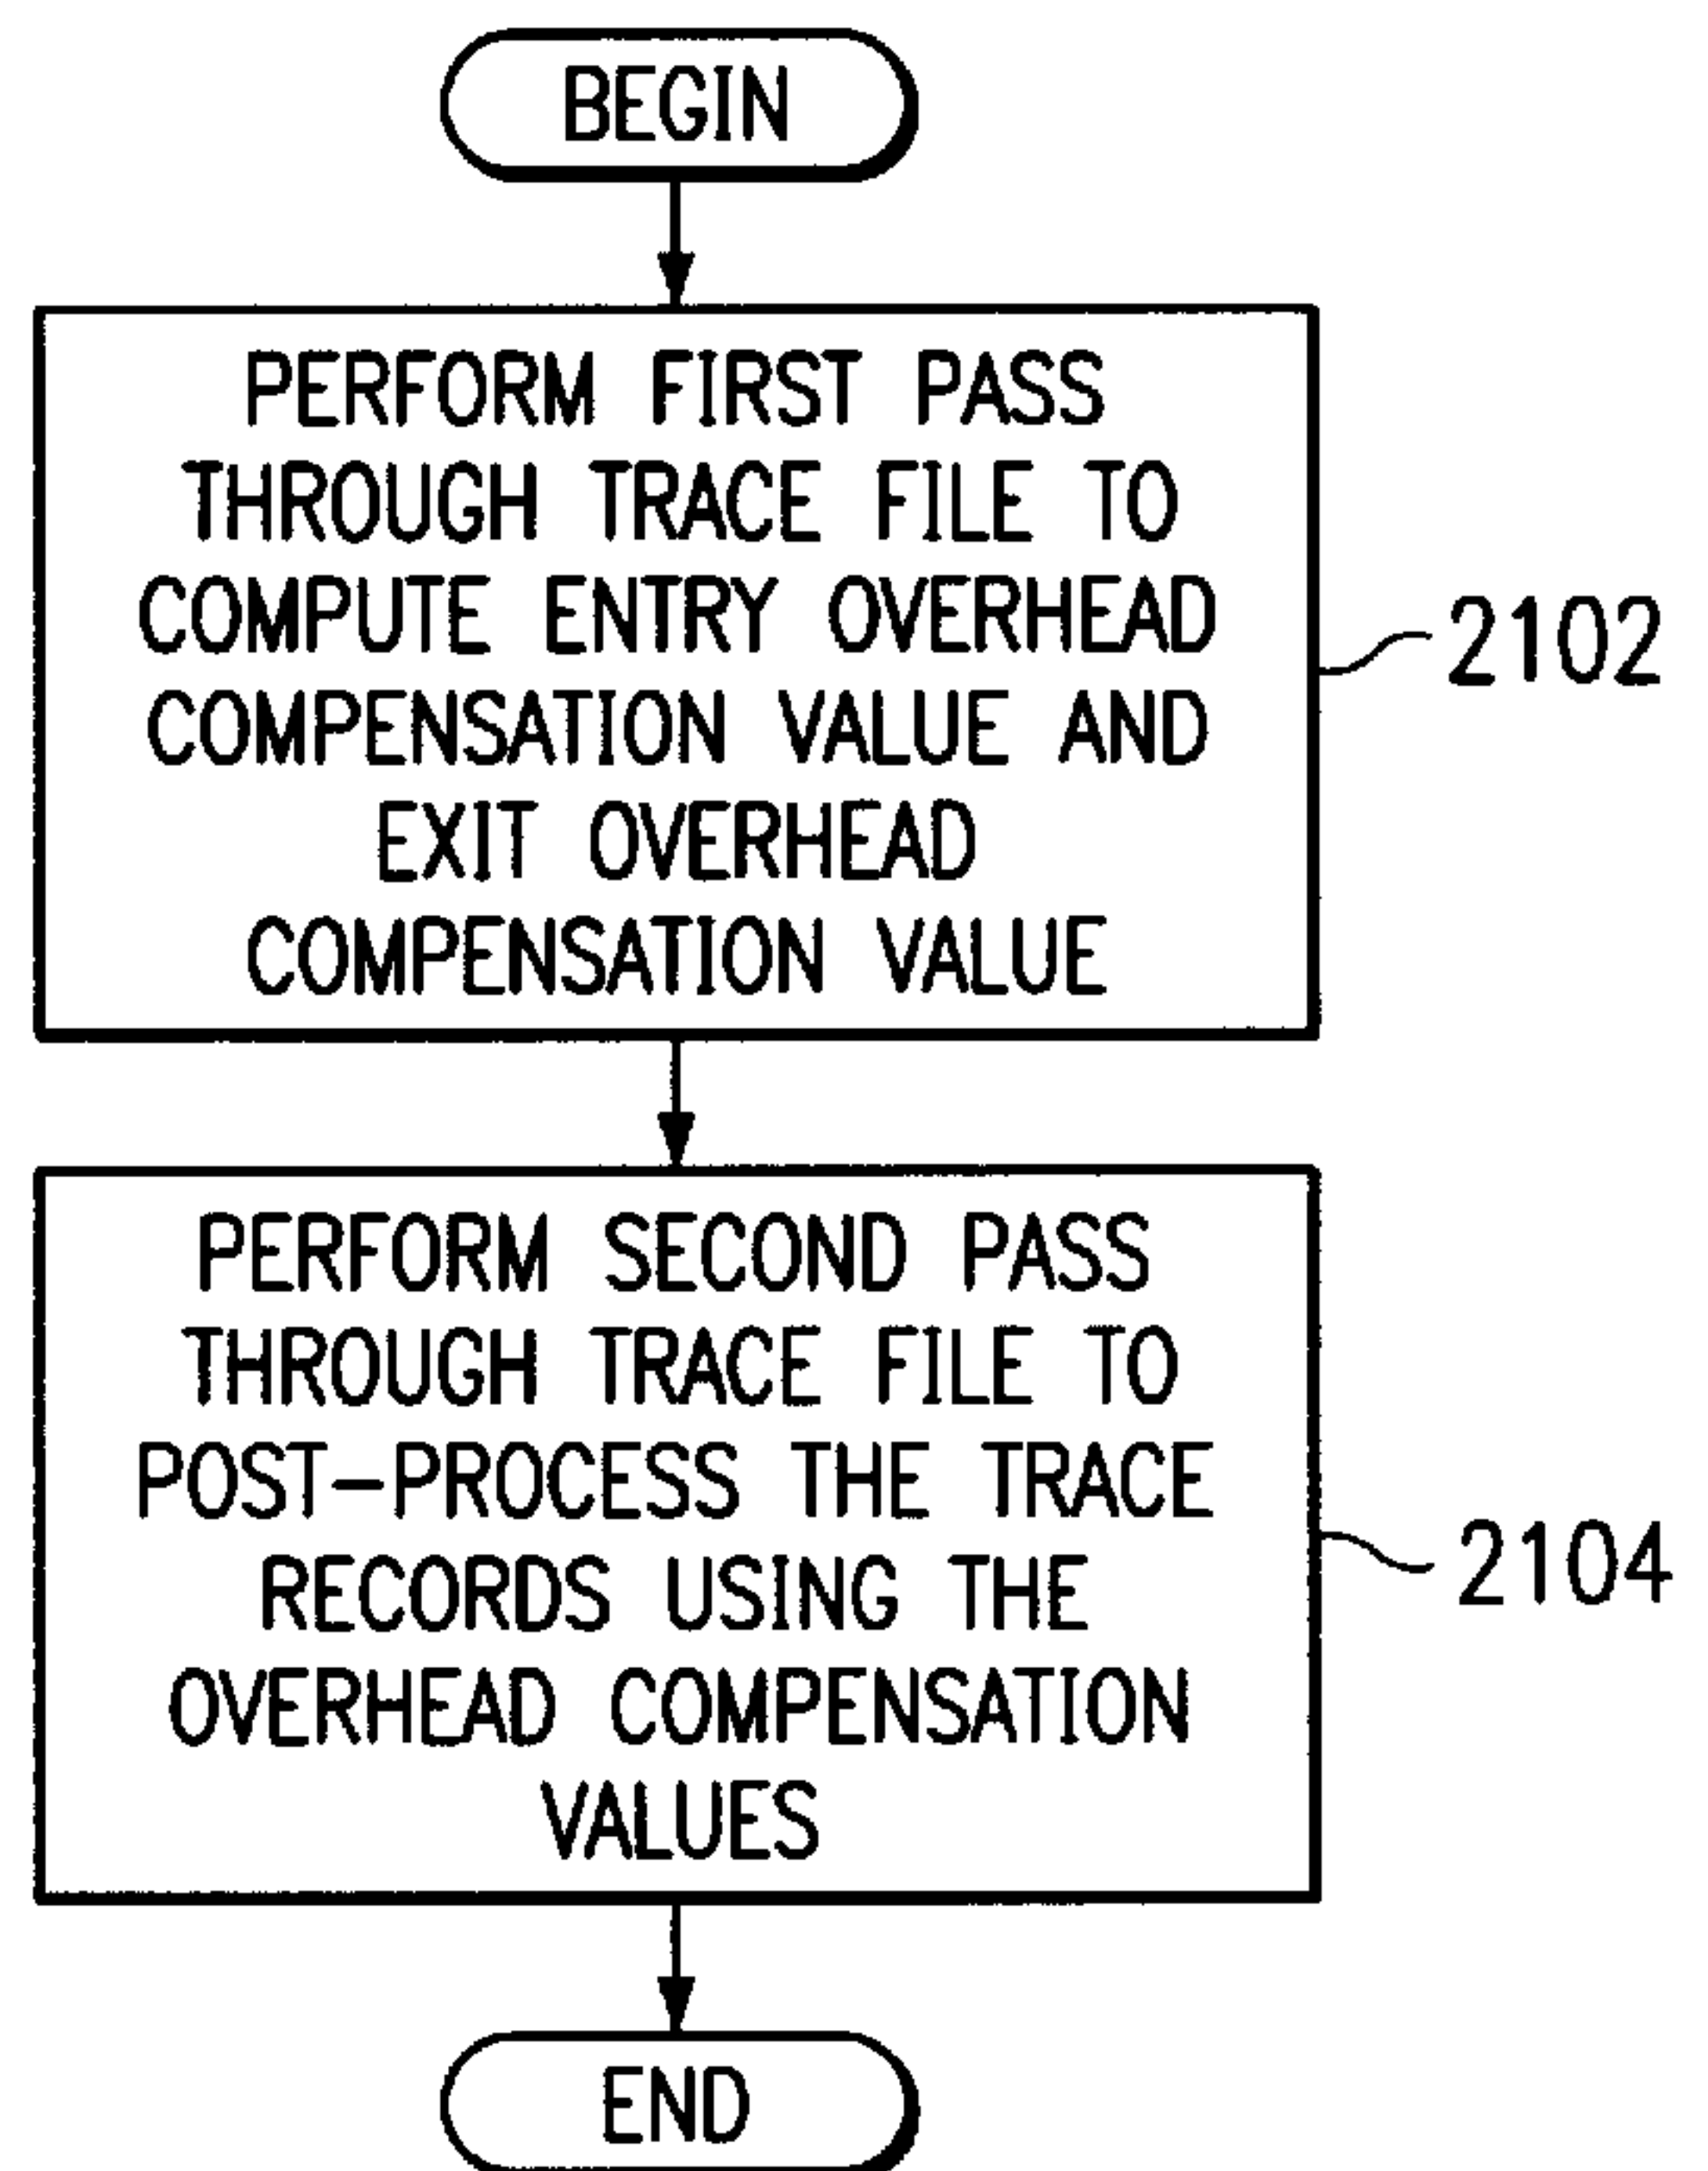 BEGIN
PERFORM FIRST PASS
THROUGH TRACE FILE TO
COMPUTE ENTRY OVERHEAD
COMPENSATION VALUE AND
EXIT OVERHEAD
COMPENSATION VALUE
2102
PERFORM SECOND PASS
THROUGH TRACE FILE TO
POST-PROCESS THE TRACE
RECORDS USING THE
OVERHEAD COMPENSATION
VALUES
2104
END